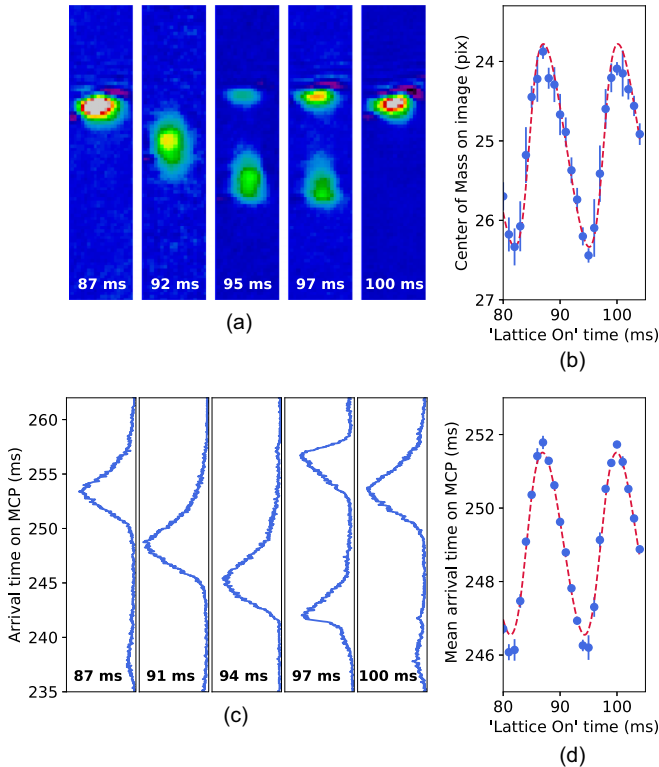 87 ms
92 ms
95 ms
97 ms
100 ms
(a)
Center of Mass on image (pix)
24
25
26
27
80
90
100
'Lattice On' time (ms)
(b)
Arrival time on MCP (ms)
260
255
250
245
240
235
87 ms
91 ms
94 ms
97 ms
100 ms
(c)
Mean arrival time on MCP (ms)
252
250
248
246
80
90
100
'Lattice On' time (ms)
(d)